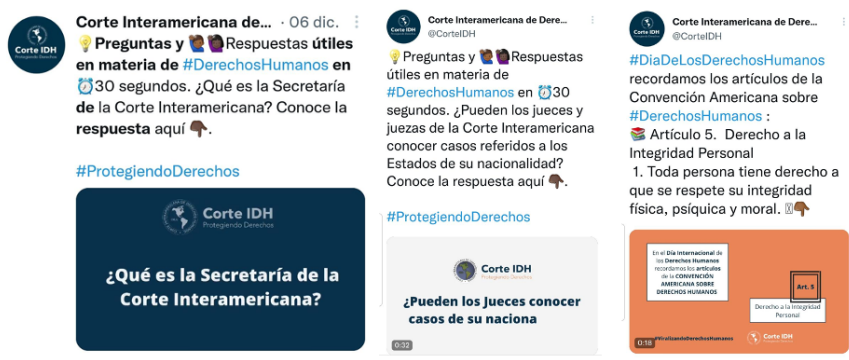 Corte Interamericana de... · 06 dic.
💡Preguntas y 🙋🏾‍♂️🙋🏿‍♀️Respuestas útiles
en materia de #DerechosHumanos en
⏰30 segundos. ¿Qué es la Secretaría
de la Corte Interamericana? Conoce la
respuesta aquí 👇🏿.
#ProtegiendoDerechos
Corte IDH
Protegiendo Derechos
¿Qué es la Secretaría de la
Corte Interamericana?
Corte IDH
Protegiendo Derechos
Corte Interamericana de Dere...
@CorteIDH
💡Preguntas y 🙋🏾‍♂️🙋🏿‍♀️Respuestas
útiles en materia de
#DerechosHumanos en ⏰30
segundos. ¿Pueden los jueces y
juezas de la Corte Interamericana
conocer casos referidos a los
Estados de su nacionalidad?
Conoce la respuesta aquí 👇🏿.
#ProtegiendoDerechos
Corte IDH
Protegiendo Derechos
¿Pueden los Jueces conocer
casos de su naciona
0:32
Corte IDH
Corte Interamericana de Dere...
@CorteIDH
#DiaDeLosDerechosHumanos
recordamos los artículos de la
Convención Americana sobre
#DerechosHumanos :
📚 Artículo 5. Derecho a la
Integridad Personal
1. Toda persona tiene derecho a
que se respete su integridad
física, psíquica y moral. 👇🏾
En el Día Internacional de
los Derechos Humanos
recordamos los artículos
de la CONVENCIÓN
AMERICANA SOBRE
DERECHOS HUMANOS
Art. 5
Derecho a la Integridad
Personal
0:18
#ViralizandoDerechosHumanos
Corte IDH
Corte IDH